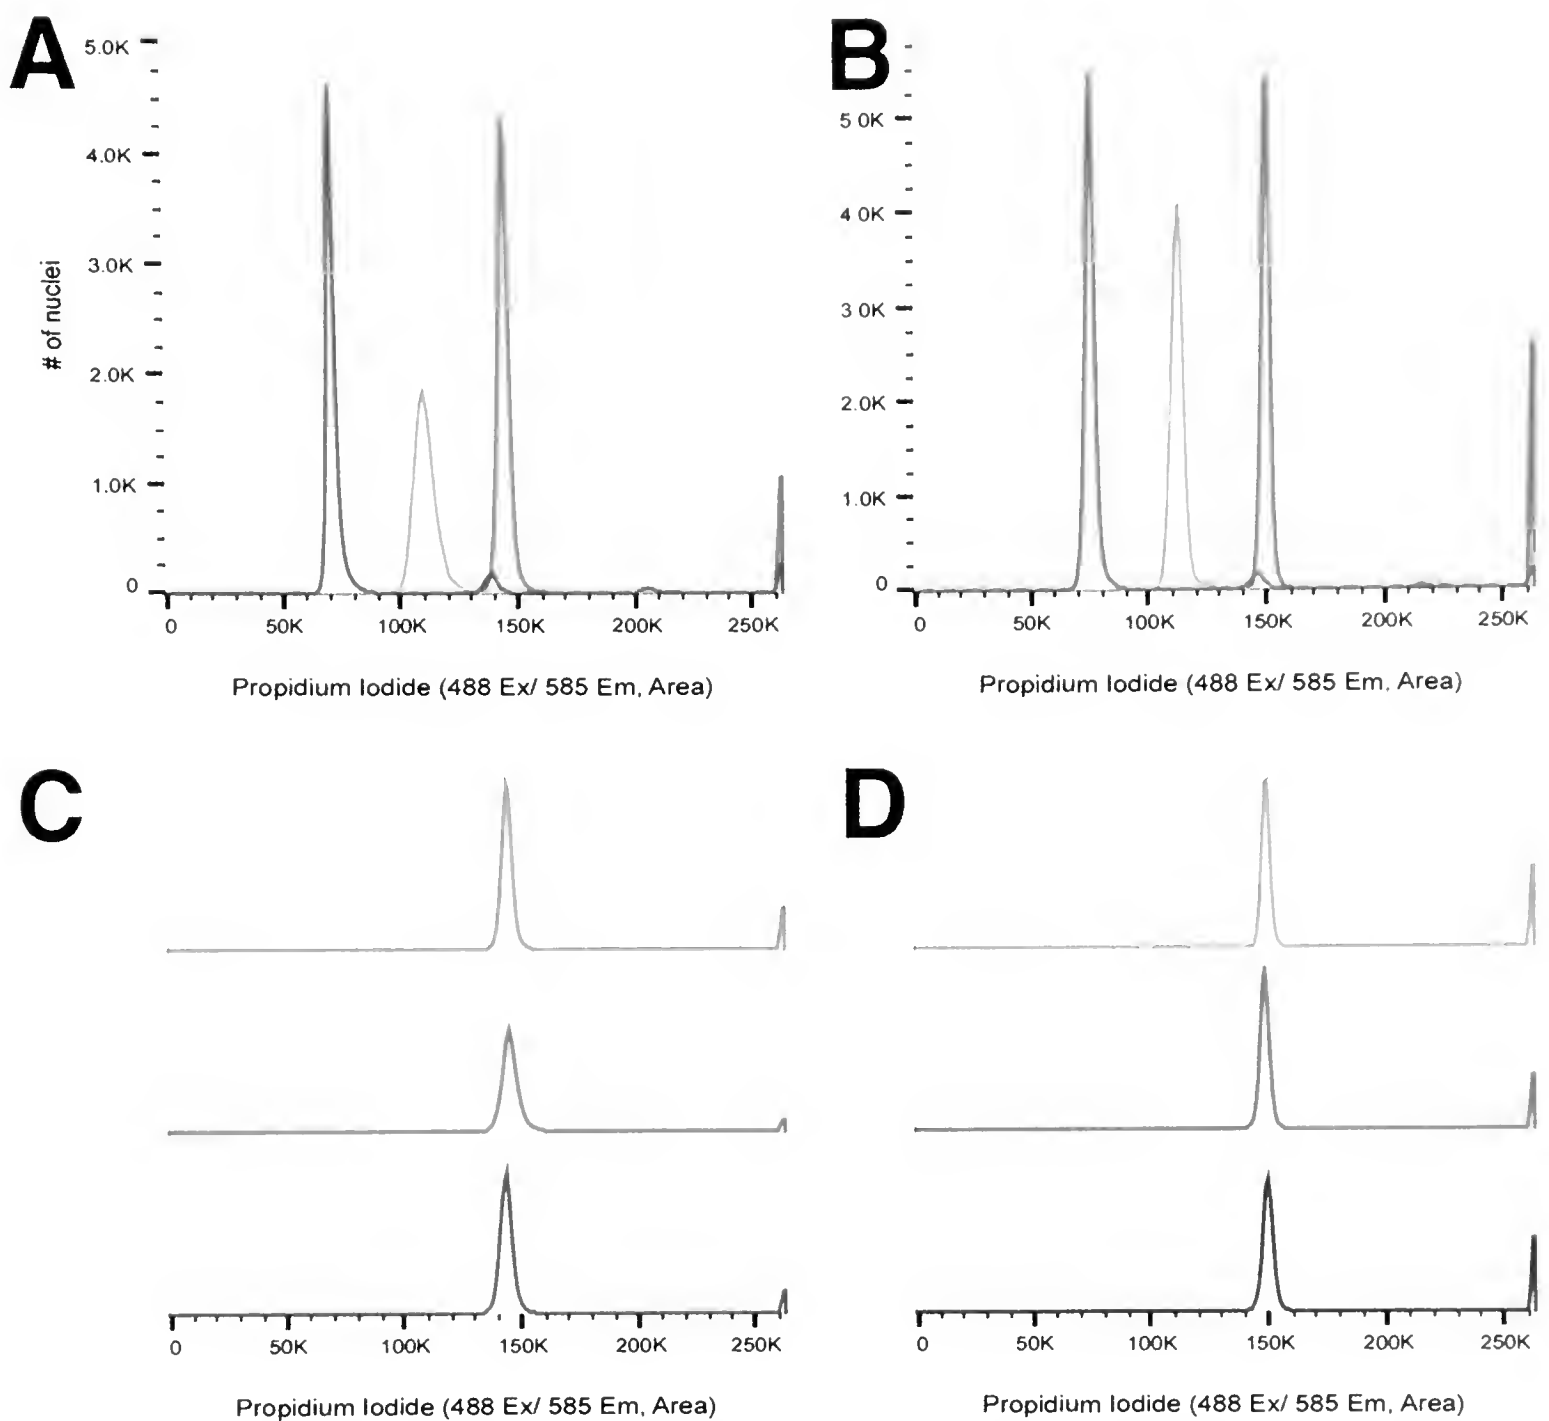 A
5.0K
4.0K
3.0K
2.0K
1.0K
0
# of nuclei
0 50K 100K 150K 200K 250K
Propidium Iodide (488 Ex/ 585 Em, Area)
B
5 0K
4 0K
3 0K
2.0K
1.0K
0
0 50K 100K 150K 200K 250K
Propidium Iodide (488 Ex/ 585 Em, Area)
C
0 50K 100K 150K 200K 250K
Propidium Iodide (488 Ex/ 585 Em, Area)
D
0 50K 100K 150K 200K 250K
Propidium Iodide (488 Ex/ 585 Em, Area)